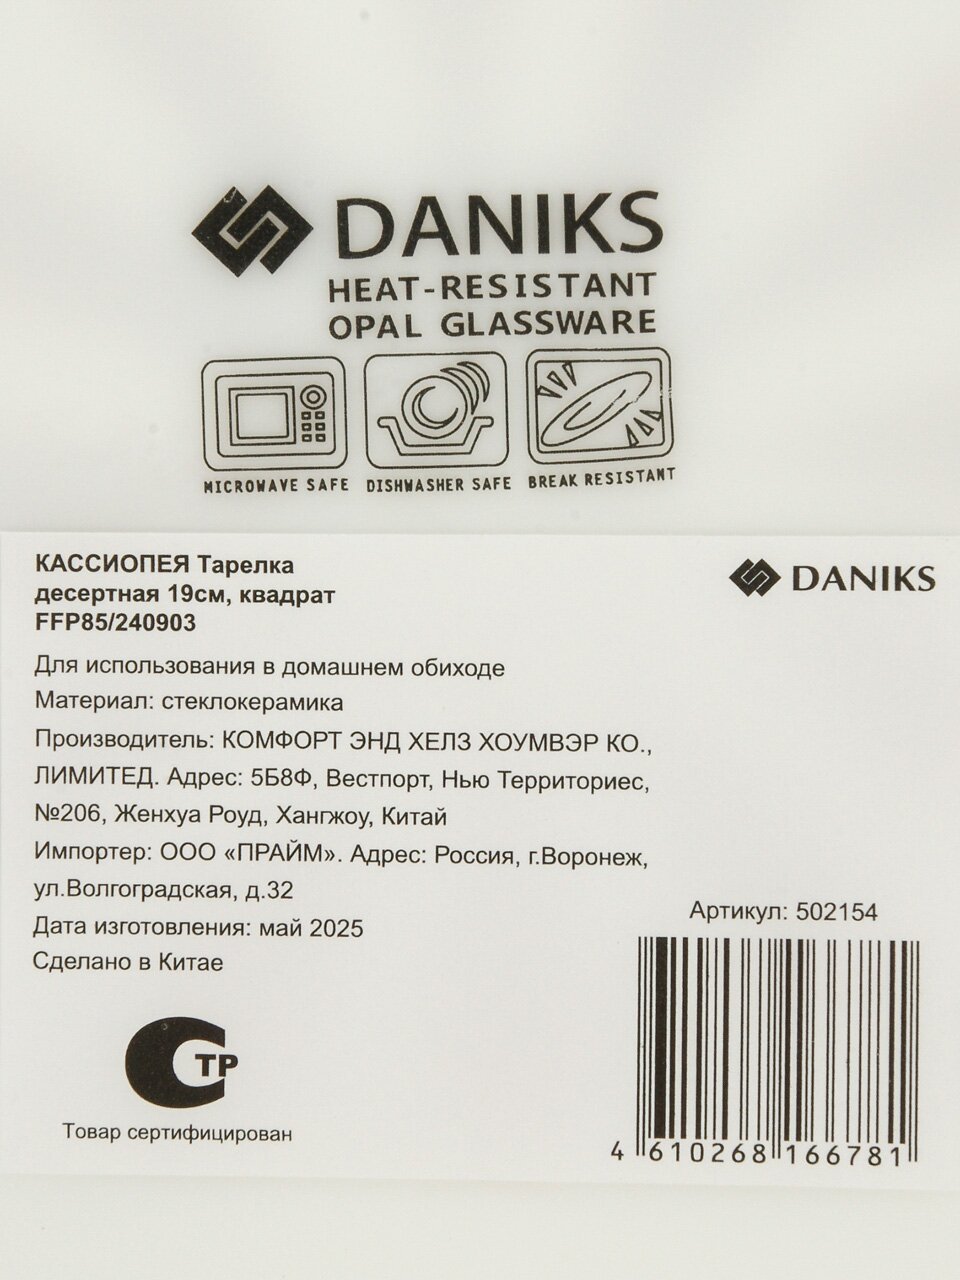 DANIKS
HEAT-RESISTANT
OPAL GLASSWARE
MICROWAVE SAFE DISHWASHER SAFE BREAK RESISTANT
КАССИОПЕЯ Тарелка
десертная 19см, квадрат
FFP85/240903
DANIKS
Для использования в домашнем обиходе
Материал: стеклокерамика
Производитель: КОМФОРТ ЭНД ХЕЛЗ ХОУМВЭР КО.,
ЛИМИТЕД. Адрес: 5Б8Ф, Вестпорт, Нью Территориес,
№206, Женхуа Роуд, Хангжоу, Китай
Импортер: ООО «ПРАЙМ». Адрес: Россия, г.Воронеж,
ул.Волгоградская, д.32
Дата изготовления: май 2025
Сделано в Китае
СТР
Товар сертифицирован
Артикул: 502154
4 610268 166781